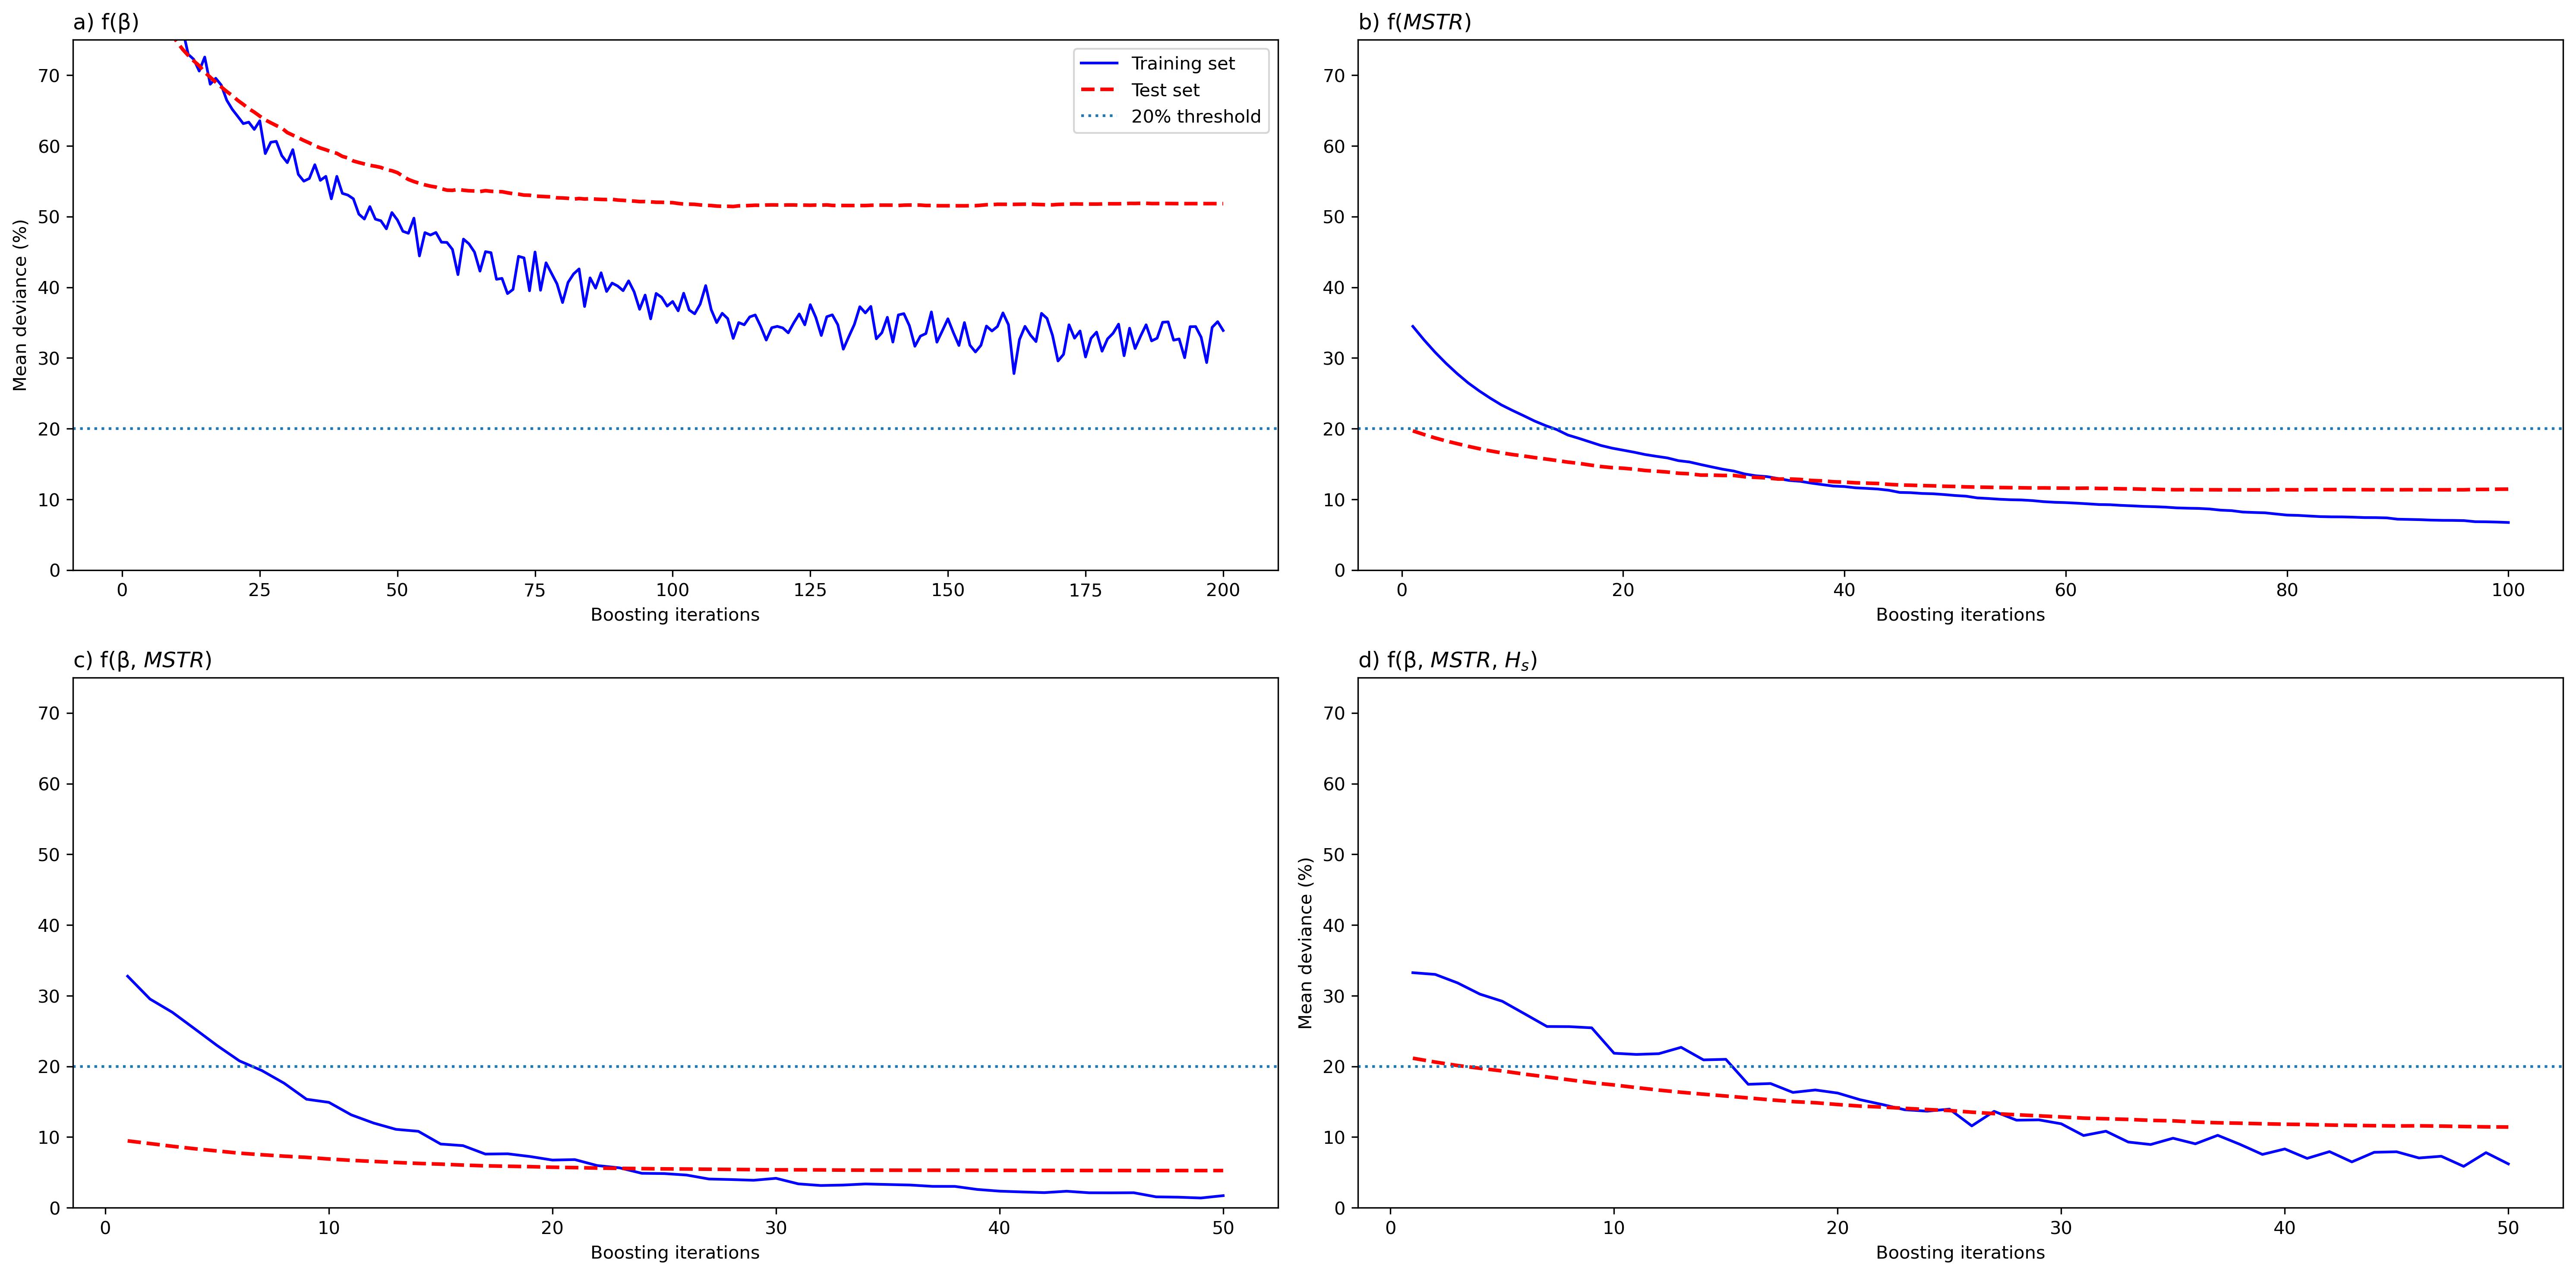 a) f(β)
Training set
Test set
20% threshold
Mean deviance (%)
70
60
50
40
30
20
10
0
0 25 50 75 100 125 150 175 200
Boosting iterations
b) f(MSTR)
70
60
50
40
30
20
10
0
0 20 40 60 80 100
Boosting iterations
c) f(β, MSTR)
70
60
50
40
30
20
10
0
0 10 20 30 40 50
Boosting iterations
d) f(β, MSTR, Hₛ)
Mean deviance (%)
70
60
50
40
30
20
10
0
0 10 20 30 40 50
Boosting iterations